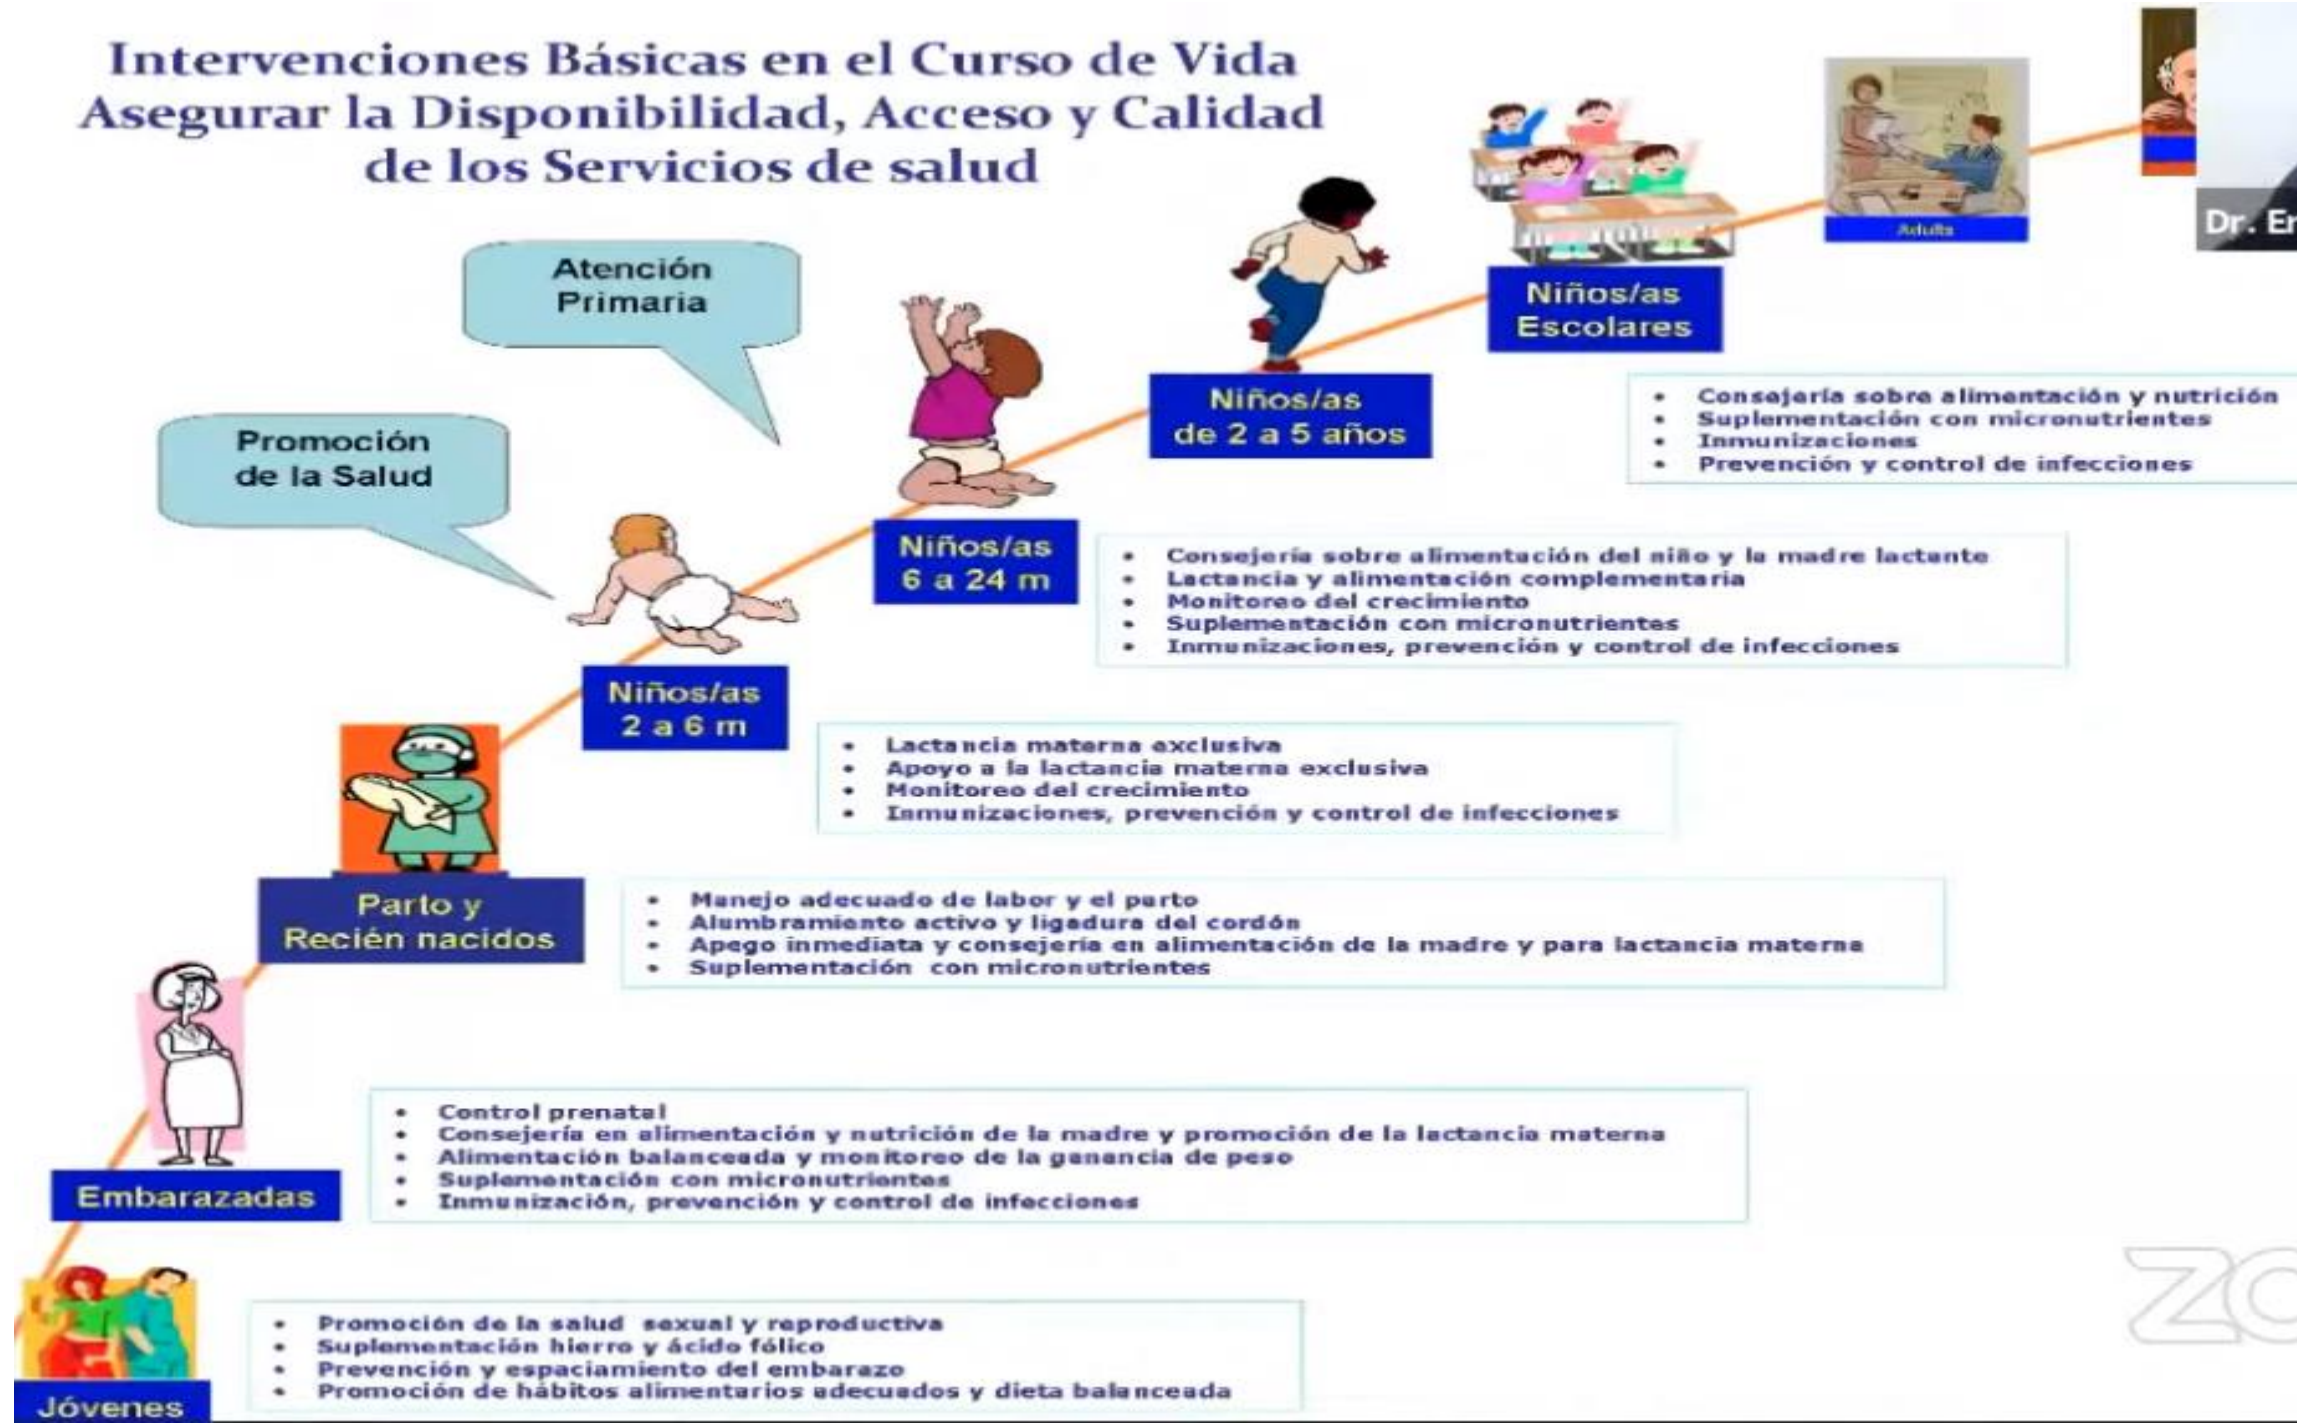 Intervenciones Básicas en el Curso de Vida
Asegurar la Disponibilidad, Acceso y Calidad
de los Servicios de salud
Dr. Er
Adults
Atención
Primaria
Niños/as
Escolares
Niños/as
de 2 a 5 años
• Consejería sobre alimentación y nutrición
• Suplementación con micronutrientes
• Inmunizaciones
• Prevención y control de infecciones
Promoción
de la Salud
Niños/as
6 a 24 m
• Consejería sobre alimentación del niño y la madre lactante
• Lactancia y alimentación complementaria
• Monitoreo del crecimiento
• Suplementación con micronutrientes
• Inmunizaciones, prevención y control de infecciones
Niños/as
2 a 6 m
• Lactancia materna exclusiva
• Apoyo a la lactancia materna exclusiva
• Monitoreo del crecimiento
• Inmunizaciones, prevención y control de infecciones
Parto y
Recién nacidos
• Manejo adecuado de labor y el parto
• Alumbramiento activo y ligadura del cordón
• Apego inmediata y consejería en alimentación de la madre y para lactancia materna
• Suplementación con micronutrientes
Embarazadas
• Control prenatal
• Consejería en alimentación y nutrición de la madre y promoción de la lactancia materna
• Alimentación balanceada y monitoreo de la ganancia de peso
• Suplementación con micronutrientes
• Inmunización, prevención y control de infecciones
Jóvenes
• Promoción de la salud sexual y reproductiva
• Suplementación hierro y ácido fólico
• Prevención y espaciamiento del embarazo
• Promoción de hábitos alimentarios adecuados y dieta balanceada
ZO